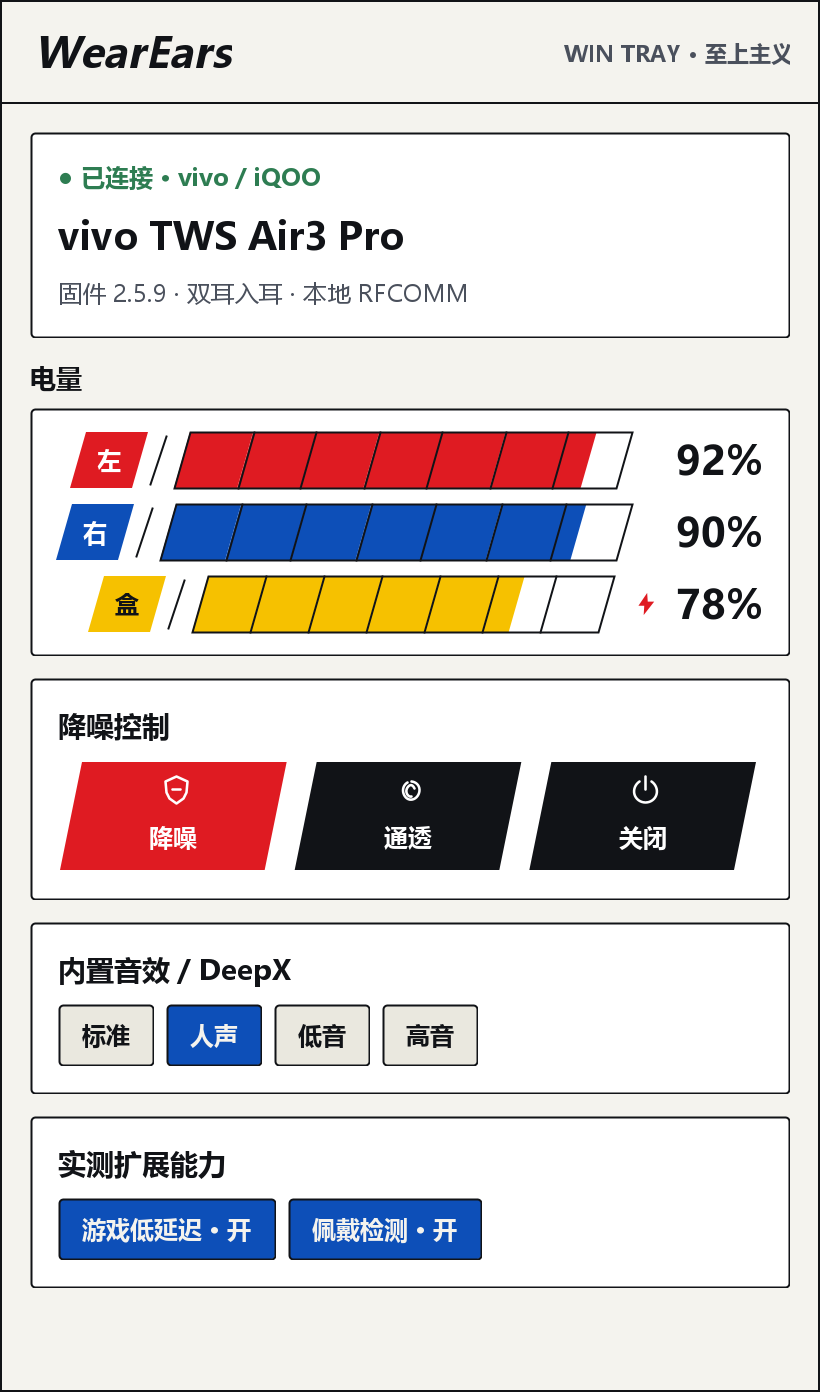 WearEars
WIN TRAY • 至上主义
• 已连接 • vivo / iQOO
vivo TWS Air3 Pro
固件 2.5.9 · 双耳入耳 · 本地 RFCOMM
电量
左 92%
右 90%
盒 78%
降噪控制
降噪 通透 关闭
内置音效 / DeepX
标准 人声 低音 高音
实测扩展能力
游戏低延迟 • 开 佩戴检测 • 开